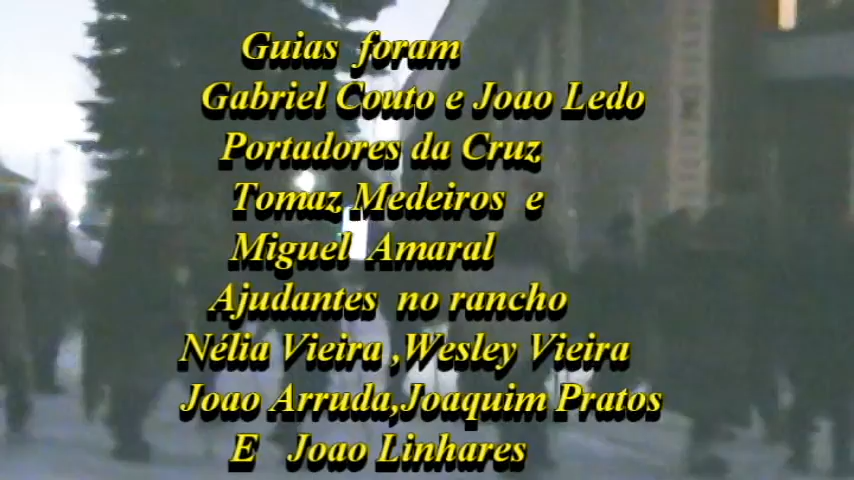 Guias foram
Gabriel Couto e Joao Ledo
Portadores da Cruz
Tomaz Medeiros e
Miguel Amaral
Ajudantes no rancho
Nélia Vieira ,Wesley Vieira
Joao Arruda,Joaquim Pratos
E Joao Linhares